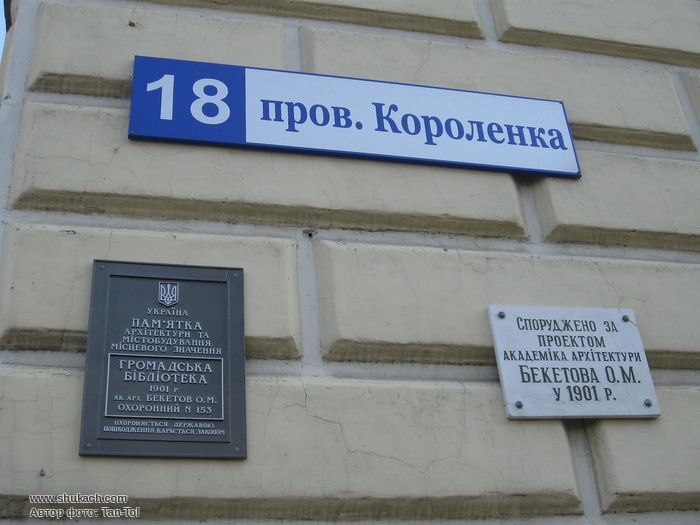 18 пров. Короленка
УКРАЇНА
ПАМ'ЯТКА
АРХІТЕКТУРИ ТА
МІСТОБУДУВАННЯ
МІСЦЕВОГО ЗНАЧЕННЯ
ГРОМАДСЬКА
БІБЛІОТЕКА
1901 р.
АК. АРХ. БЕКЕТОВ О.М.
ОХОРОННИЙ N 153
ОХОРОНЯЄТЬСЯ ДЕРЖАВОЮ
ПОШКОДЖЕННЯ КАРАЄТЬСЯ ЗАКОНОМ
СПОРУДЖЕНО ЗА
ПРОЕКТОМ
АКАДЕМІКА АРХІТЕКТУРИ
БЕКЕТОВА О.М.
У 1901 Р.
www.shukach.com
Автор фото: Tan-Tol